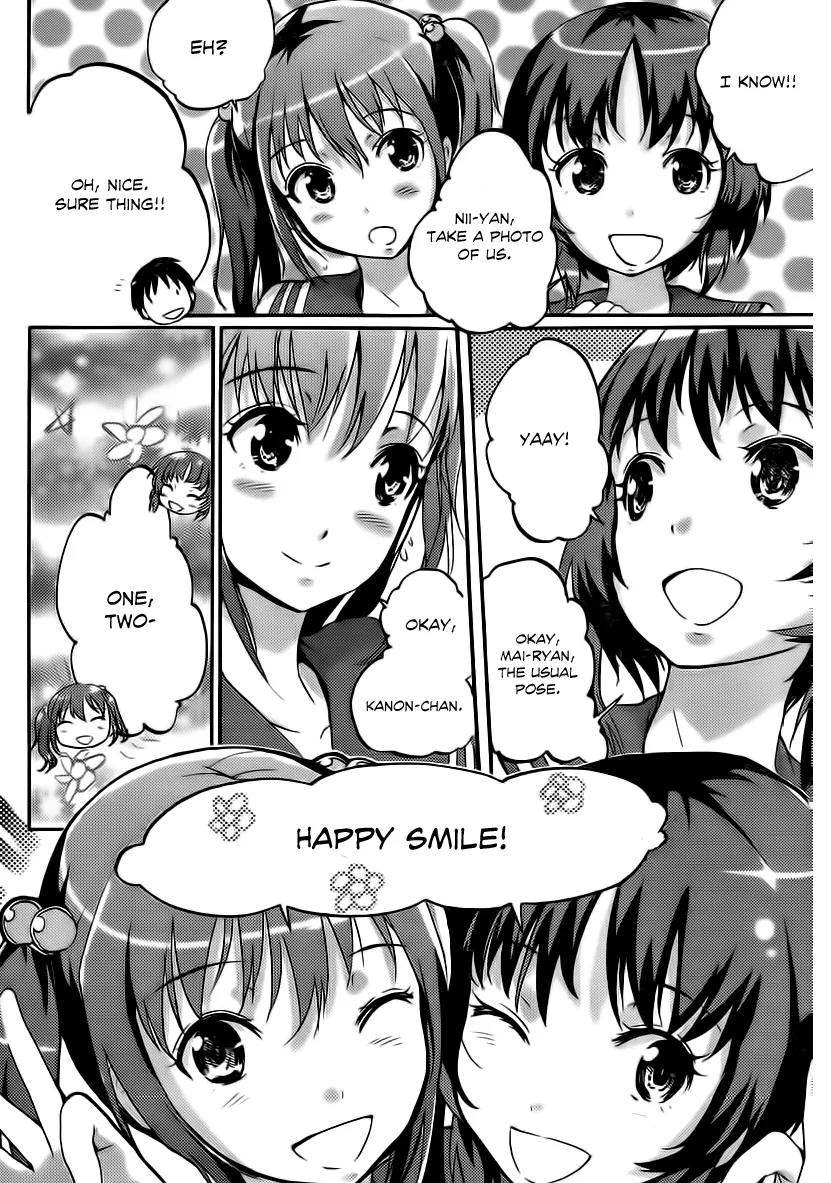 I KNOW!!
EH?
NII-YAN,
TAKE A PHOTO
OF US.
OH, NICE.
SURE THING!!
YAAY!
OKAY,
MAI-RYAN,
THE USUAL
POSE.
OKAY,
KANON-CHAN.
ONE,
TWO-
HAPPY SMILE!